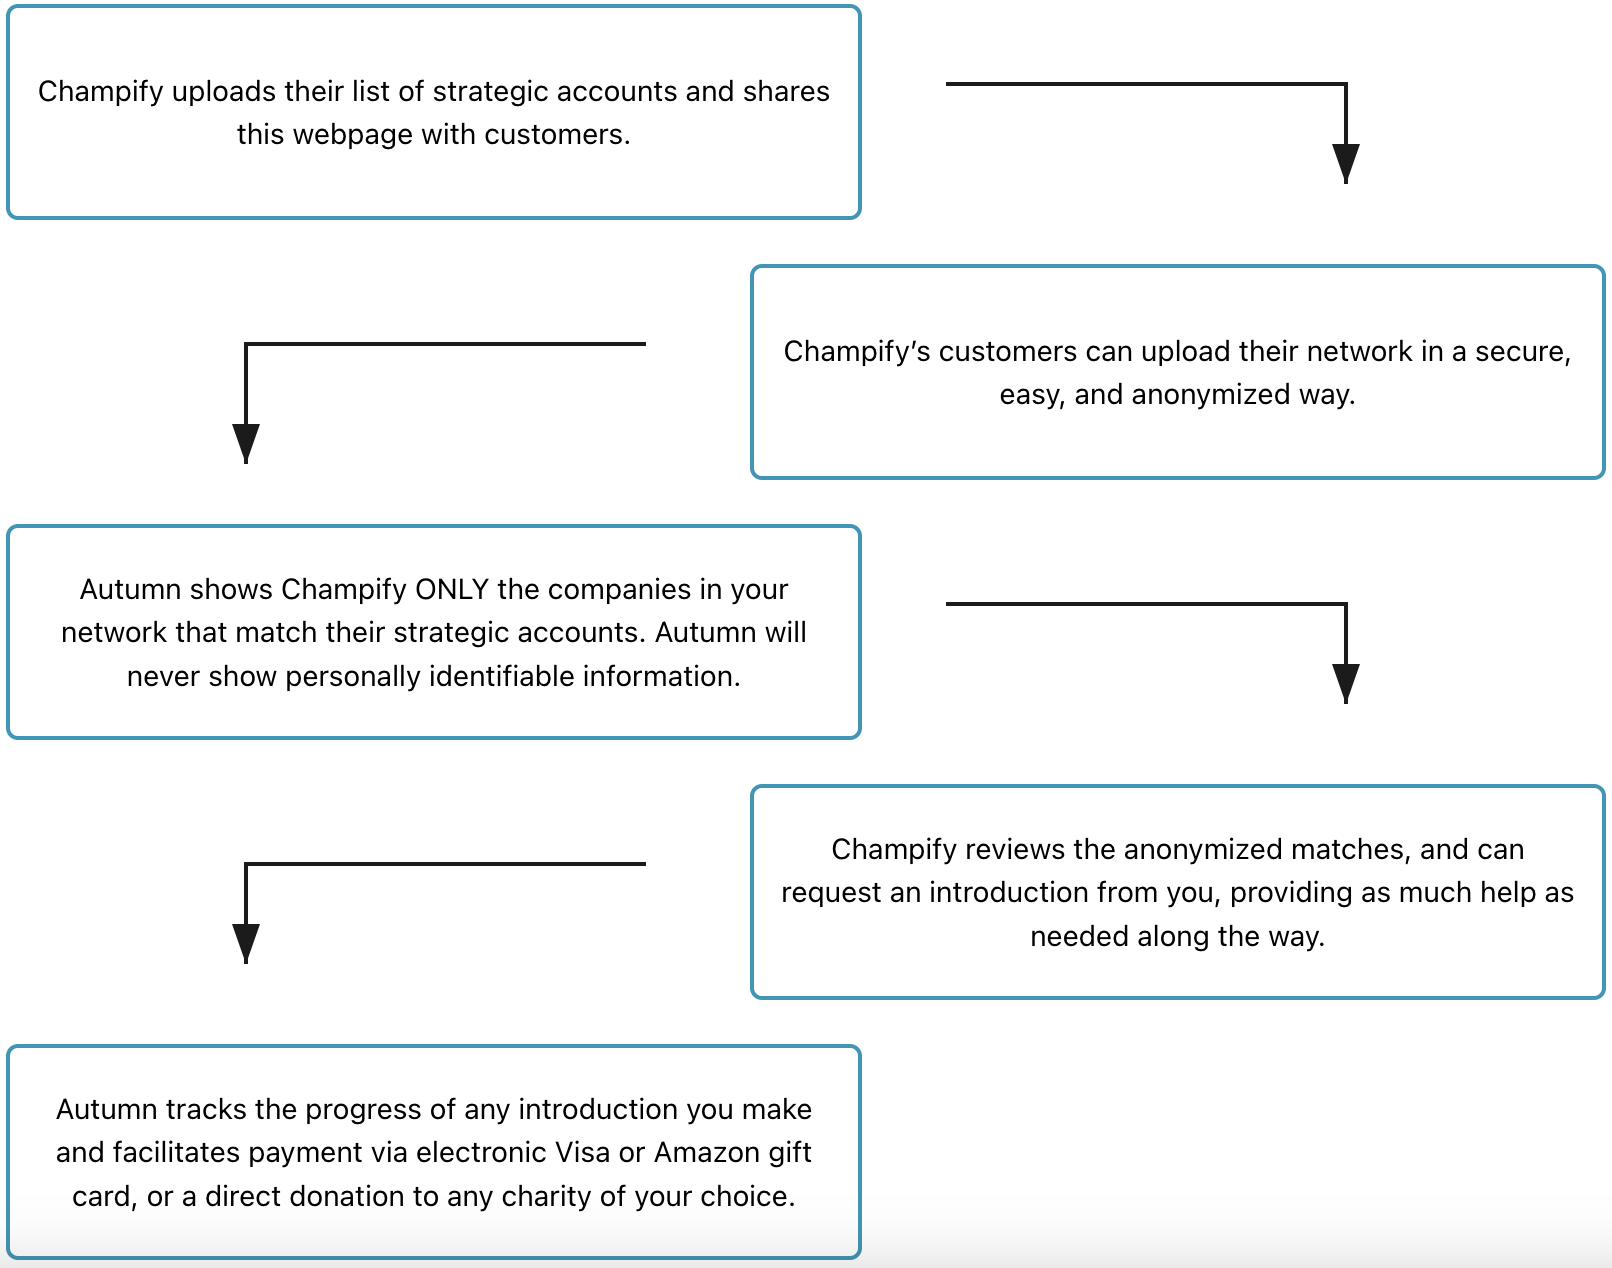 Champify uploads their list of strategic accounts and shares
this webpage with customers.
Champify’s customers can upload their network in a secure,
easy, and anonymized way.
Autumn shows Champify ONLY the companies in your
network that match their strategic accounts. Autumn will
never show personally identifiable information.
Champify reviews the anonymized matches, and can
request an introduction from you, providing as much help as
needed along the way.
Autumn tracks the progress of any introduction you make
and facilitates payment via electronic Visa or Amazon gift
card, or a direct donation to any charity of your choice.